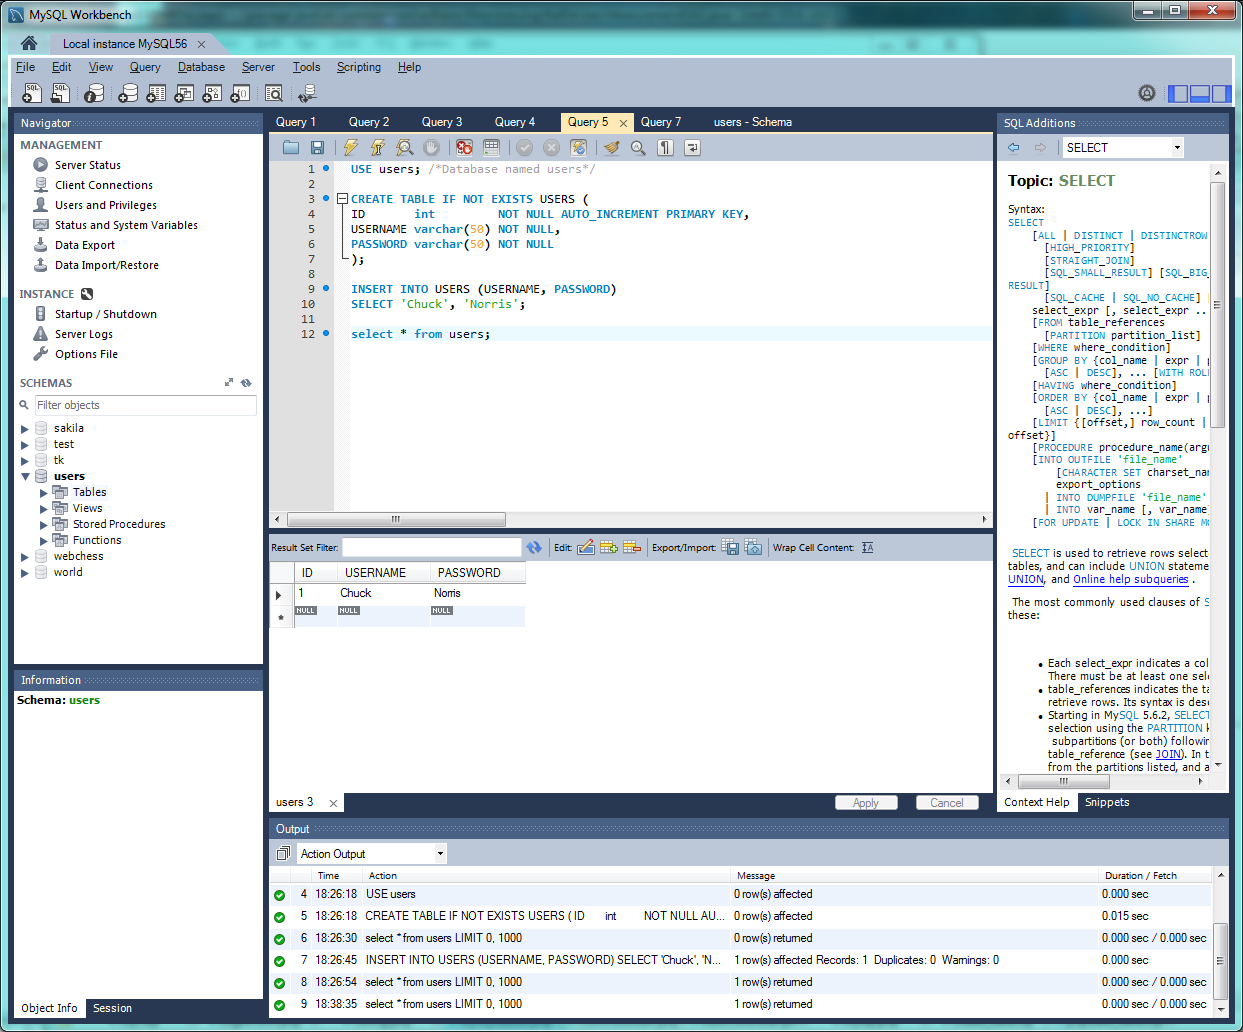 MySQL Workbench
Local instance MySQL56
File Edit View Query Database Server Tools Scripting Help
Navigator
MANAGEMENT
Server Status
Client Connections
Users and Privileges
Status and System Variables
Data Export
Data Import/Restore
INSTANCE
Startup / Shutdown
Server Logs
Options File
SCHEMAS
Filter objects
sakila
test
tk
users
Tables
Views
Stored Procedures
Functions
webchess
world
Information
Schema: users
Object Info Session
Query 1 Query 2 Query 3 Query 4 Query 5 Query 7 users - Schema
1 USE users; /*Database named users*/
2
3 CREATE TABLE IF NOT EXISTS USERS (
4 ID int NOT NULL AUTO_INCREMENT PRIMARY KEY,
5 USERNAME varchar(50) NOT NULL,
6 PASSWORD varchar(50) NOT NULL
7 );
8
9 INSERT INTO USERS (USERNAME, PASSWORD)
10 SELECT 'Chuck', 'Norris';
11
12 select * from users;
Result Set Filter: Edit: Export/Import: Wrap Cell Content:
ID USERNAME PASSWORD
1 Chuck Norris
NULL NULL NULL
users 3
Apply Cancel
SQL Additions
SELECT
Topic: SELECT
Syntax:
SELECT
[ALL | DISTINCT | DISTINCTROW
[HIGH_PRIORITY]
[STRAIGHT_JOIN]
[SQL_SMALL_RESULT] [SQL_BIG_
RESULT]
[SQL_CACHE | SQL_NO_CACHE]
select_expr [, select_expr ..
[FROM table_references
[PARTITION partition_list]
[WHERE where_condition]
[GROUP BY {col_name | expr |
[ASC | DESC], ... [WITH ROL
[HAVING where_condition]
[ORDER BY {col_name | expr |
[ASC | DESC], ...]
[LIMIT {[offset,] row_count |
offset}]
[PROCEDURE procedure_name(arg
[INTO OUTFILE 'file_name'
[CHARACTER SET charset_na
export_options
| INTO DUMPFILE 'file_name'
| INTO var_name [, var_name
[FOR UPDATE | LOCK IN SHARE M
SELECT is used to retrieve rows select
tables, and can include UNION stateme
UNION, and Online help subqueries .
The most commonly used clauses of S
these:
• Each select_expr indicates a col
There must be at least one sel
• table_references indicates the ta
retrieve rows. Its syntax is des
• Starting in MySQL 5.6.2, SELECT
selection using the PARTITION
subpartitions (or both) followin
table_reference (see JOIN). In t
from the partitions listed, and a
Context Help Snippets
Output
Action Output
Time Action Message Duration / Fetch
4 18:26:18 USE users 0 row(s) affected 0.000 sec
5 18:26:18 CREATE TABLE IF NOT EXISTS USERS ( ID int NOT NULL AU... 0 row(s) affected 0.015 sec
6 18:26:30 select * from users LIMIT 0, 1000 0 row(s) returned 0.000 sec / 0.000 sec
7 18:26:45 INSERT INTO USERS (USERNAME, PASSWORD) SELECT 'Chuck', 'N... 1 row(s) affected Records: 1 Duplicates: 0 Warnings: 0 0.000 sec
8 18:26:54 select * from users LIMIT 0, 1000 1 row(s) returned 0.000 sec / 0.000 sec
9 18:38:35 select * from users LIMIT 0, 1000 1 row(s) returned 0.000 sec / 0.000 sec